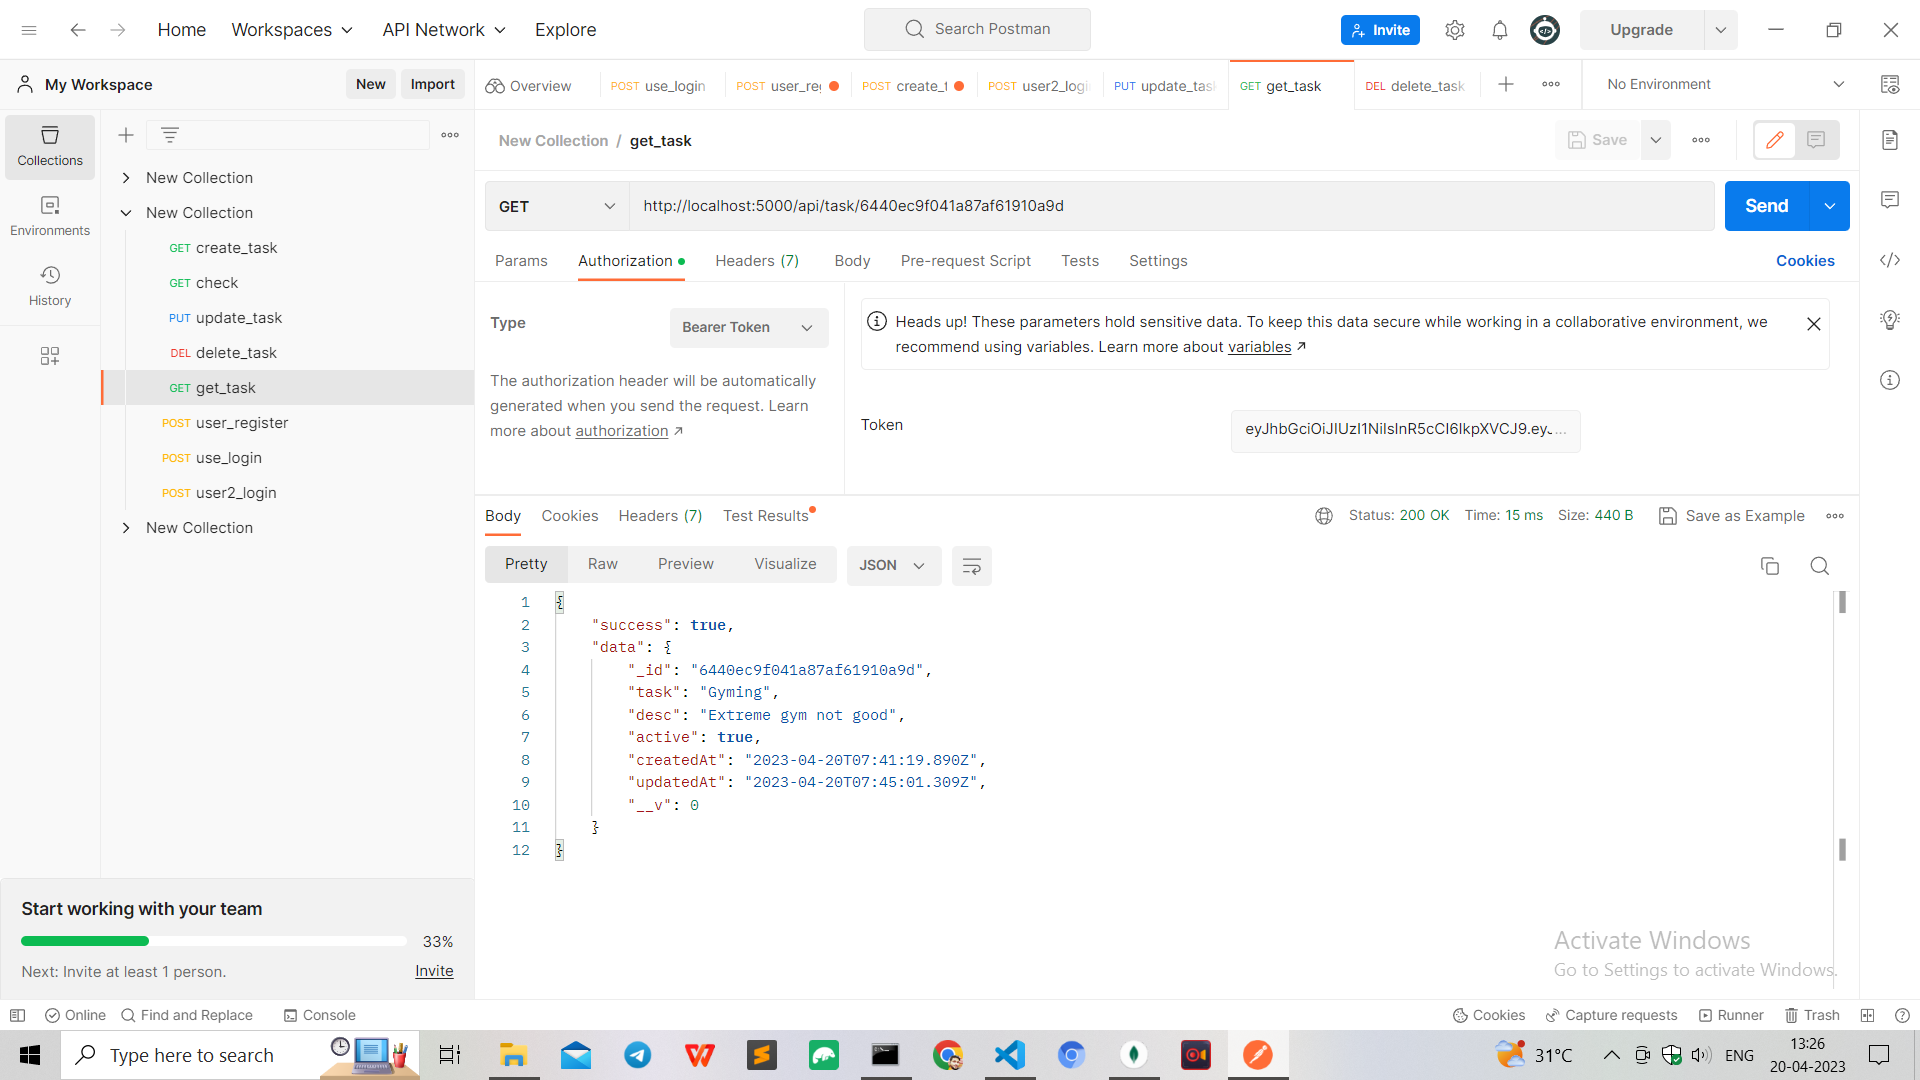 Home Workspaces API Network Explore Search Postman Invite Upgrade
My Workspace New Import
Overview POST use_login POST user_re POST create_t POST user2_logi PUT update_tas GET get_task DEL delete_task No Environment
Collections
Environments
History
New Collection
New Collection
GET create_task
GET check
PUT update_task
DEL delete_task
GET get_task
POST user_register
POST use_login
POST user2_login
New Collection
New Collection / get_task Save
GET http://localhost:5000/api/task/6440ec9f041a87af61910a9d Send
Params Authorization Headers (7) Body Pre-request Script Tests Settings Cookies
Type Bearer Token
The authorization header will be automatically
generated when you send the request. Learn
more about authorization ↗
Heads up! These parameters hold sensitive data. To keep this data secure while working in a collaborative environment, we
recommend using variables. Learn more about variables ↗
Token
Body Cookies Headers (7) Test Results Status: 200 OK Time: 15 ms Size: 440 B Save as Example
Pretty Raw Preview Visualize JSON
1 {
2 "success": true,
3 "data": {
4 "_id": "6440ec9f041a87af61910a9d",
5 "task": "Gyming",
6 "desc": "Extreme gym not good",
7 "active": true,
8 "createdAt": "2023-04-20T07:41:19.890Z",
9 "updatedAt": "2023-04-20T07:45:01.309Z",
10 "__v": 0
11 }
12 }
Start working with your team
33%
Next: Invite at least 1 person. Invite
Activate Windows
Go to Settings to activate Windows.
Online Find and Replace Console Cookies Capture requests Runner Trash
Type here to search 31°C ENG 13:26
20-04-2023